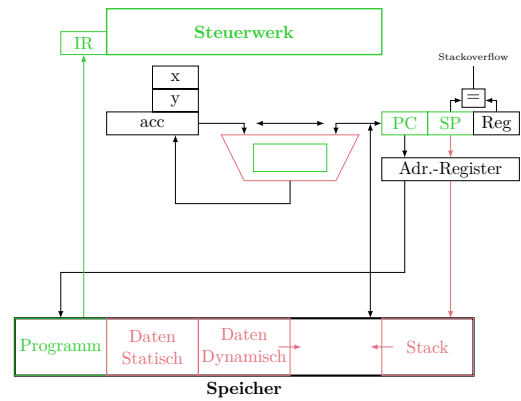 Steuerwerk
IR
Stackoverflow
x
y
=
acc
PC
SP
Reg
Adr.-Register
Programm
Daten
Statisch
Daten
Dynamisch
Stack
Speicher